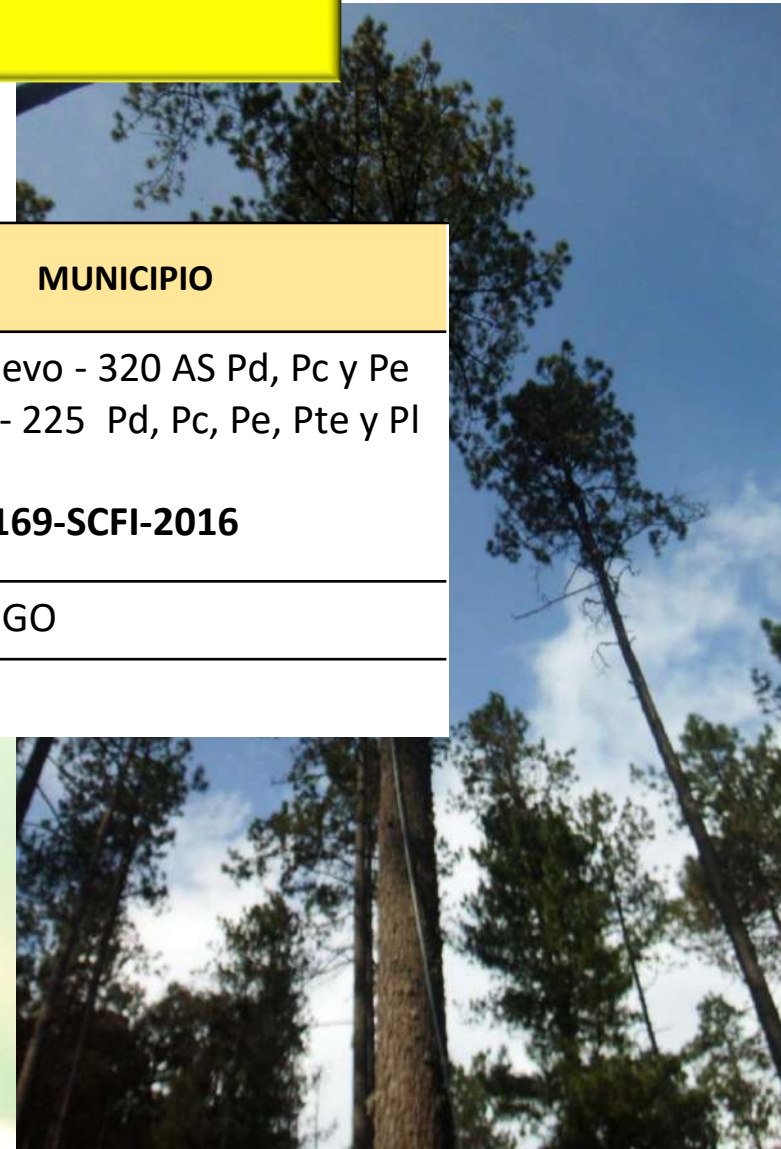 MUNICIPIO
evo - 320 AS Pd, Pc y Pe
- 225 Pd, Pc, Pe, Pte y Pl
169-SCFI-2016
GO